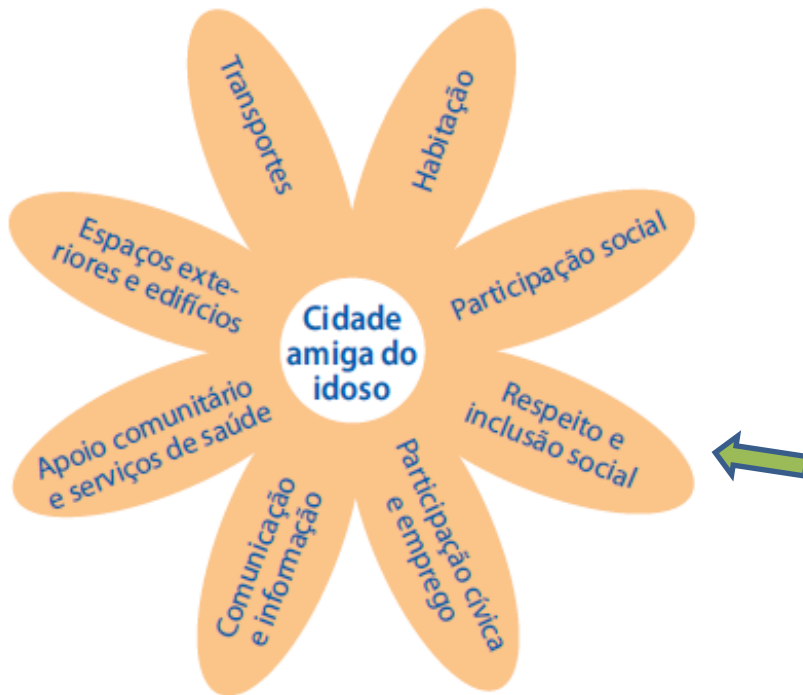 Transportes
Habitação
Participação social
Respeito e
inclusão social
Participação cívica
e emprego
Comunicação
e informação
Apoio comunitário
e serviços de saúde
Espaços exte-
riores e edifícios
Cidade
amiga do
idoso